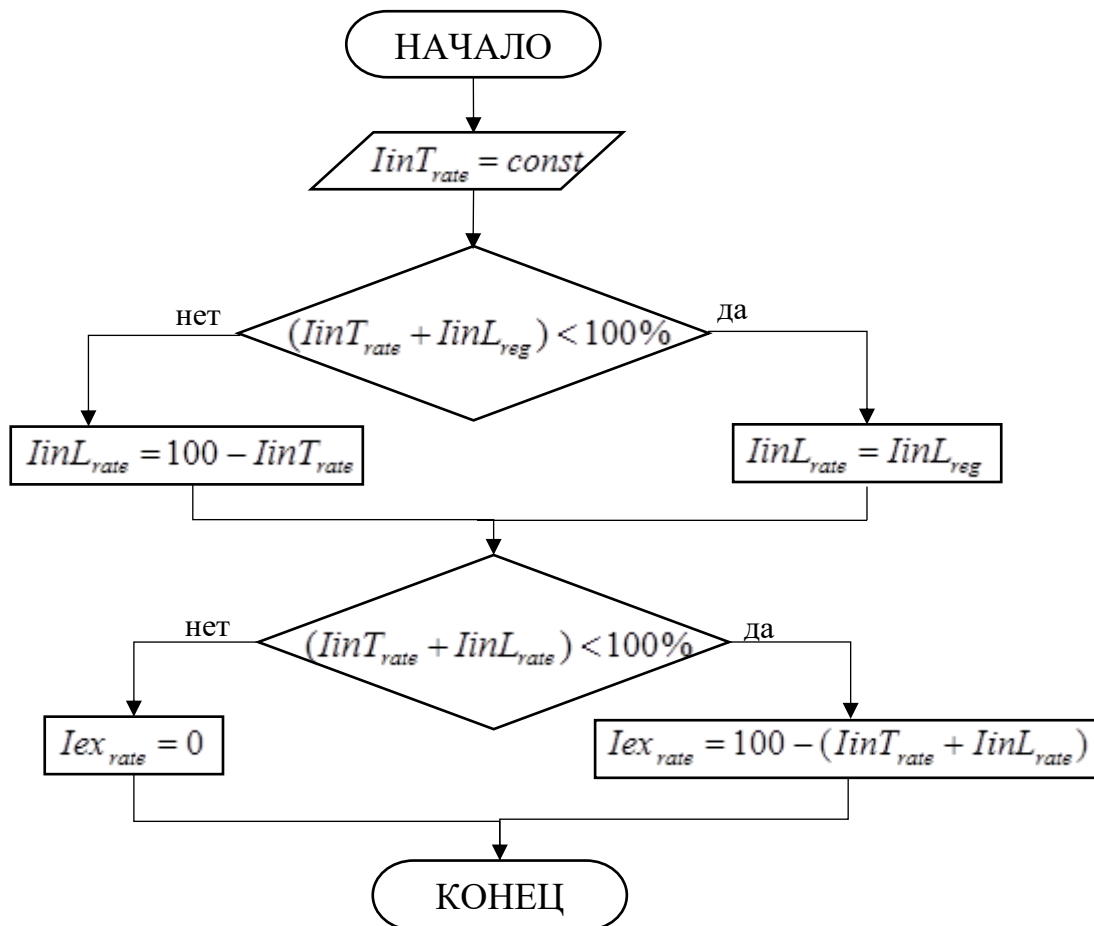 НАЧАЛО
IinT_rate = const
нет
да
(IinT_rate + IinL_reg) < 100%
IinL_rate = 100 − IinT_rate
IinL_rate = IinL_reg
нет
да
(IinT_rate + IinL_rate) < 100%
Iex_rate = 0
Iex_rate = 100 − (IinT_rate + IinL_rate)
КОНЕЦ